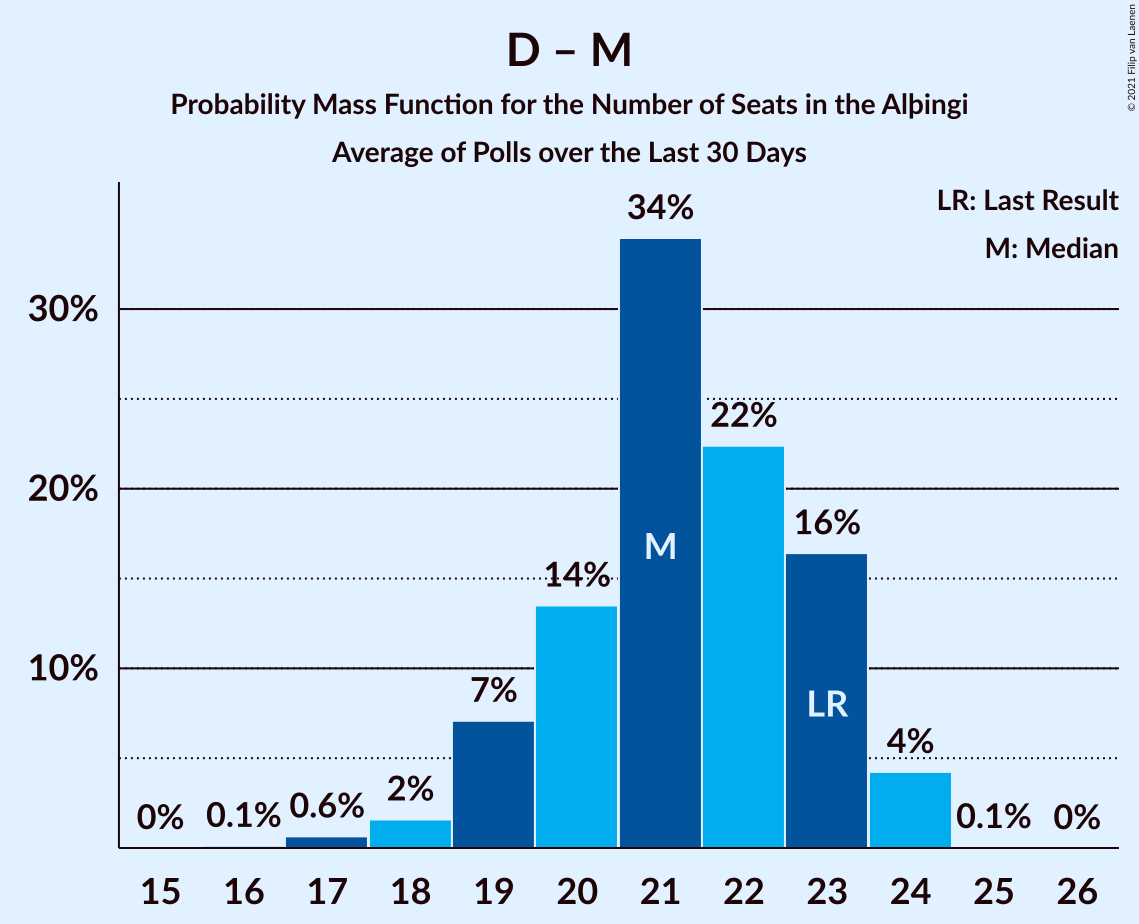 D – M
Probability Mass Function for the Number of Seats in the Alþingi
Average of Polls over the Last 30 Days
© 2021 Filip van Laenen
LR: Last Result
M: Median
34%
30%
22%
20%
16%
M
14%
10%
7%
LR
4%
2%
0.6%
0% 0.1% 0.1% 0%
15 16 17 18 19 20 21 22 23 24 25 26